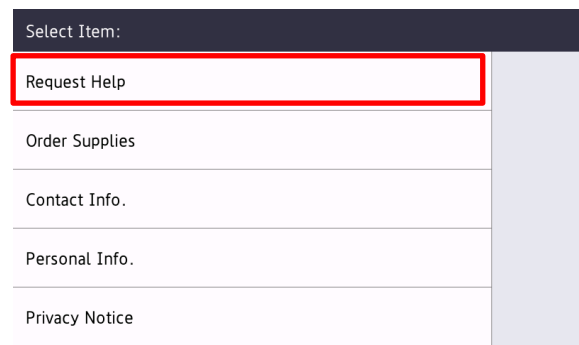 Select Item:
Request Help
Order Supplies
Contact Info.
Personal Info.
Privacy Notice